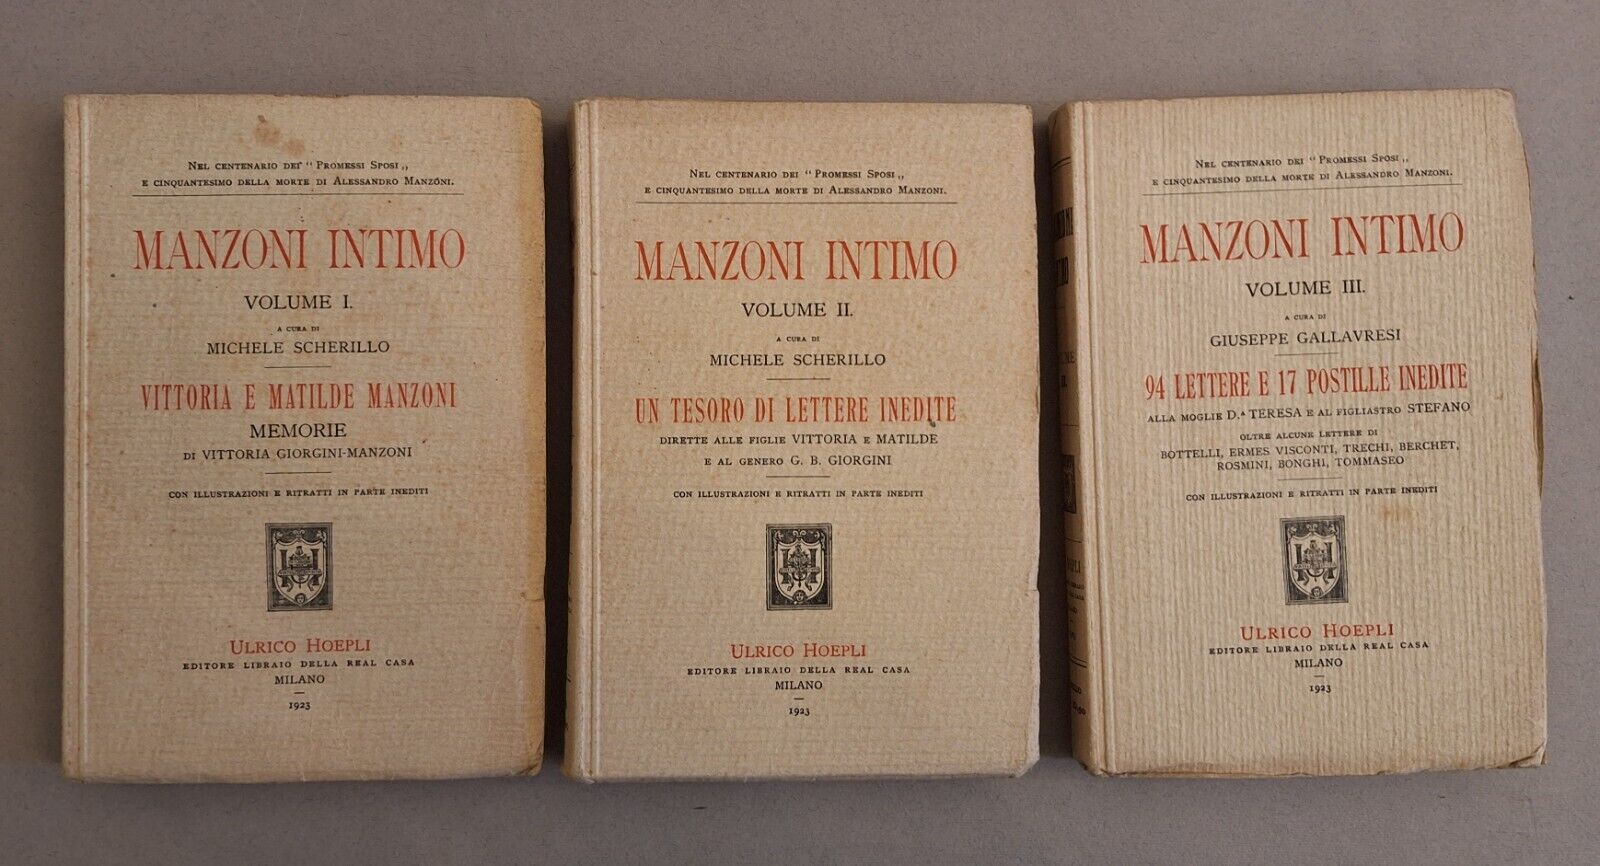 Nel centenario dei "Promessi Sposi„
e cinquantesimo della morte di Alessandro Manzoni.
MANZONI INTIMO
VOLUME I.
A CURA DI
MICHELE SCHERILLO
VITTORIA E MATILDE MANZONI
MEMORIE
DI VITTORIA GIORGINI-MANZONI
CON ILLUSTRAZIONI E RITRATTI IN PARTE INEDITI
Ulrico Hoepli
EDITORE LIBRAIO DELLA REAL CASA
MILANO
1923
Nel centenario dei "Promessi Sposi„
e cinquantesimo della morte di Alessandro Manzoni.
MANZONI INTIMO
VOLUME II.
A CURA DI
MICHELE SCHERILLO
UN TESORO DI LETTERE INEDITE
DIRETTE ALLE FIGLIE VITTORIA E MATILDE
E AL GENERO G. B. GIORGINI
CON ILLUSTRAZIONI E RITRATTI IN PARTE INEDITI
Ulrico Hoepli
EDITORE LIBRAIO DELLA REAL CASA
MILANO
1923
Nel centenario dei "Promessi Sposi„
e cinquantesimo della morte di Alessandro Manzoni.
MANZONI INTIMO
VOLUME III.
A CURA DI
GIUSEPPE GALLAVRESI
94 LETTERE E 17 POSTILLE INEDITE
ALLA MOGLIE D.ª TERESA E AL FIGLIASTRO STEFANO
OLTRE ALCUNE LETTERE DI
BOTTELLI, ERMES VISCONTI, TRECHI, BERCHET,
ROSMINI, BONGHI, TOMMASEO
CON ILLUSTRAZIONI E RITRATTI IN PARTE INEDITI
Ulrico Hoepli
EDITORE LIBRAIO DELLA REAL CASA
MILANO
1923